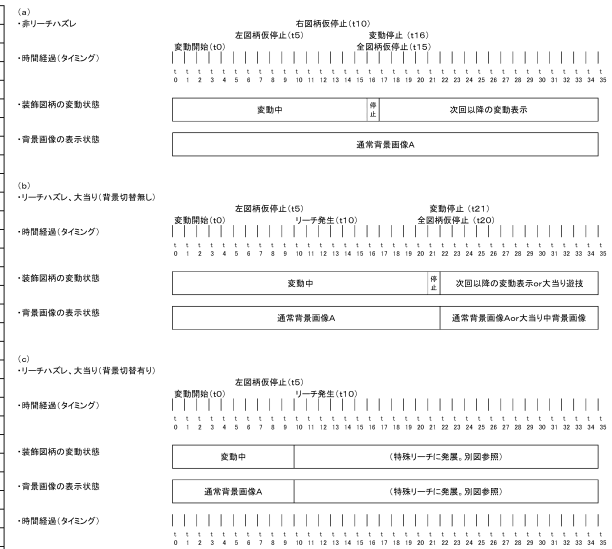 (a)
・非リーチハズレ
右図柄仮停止(t10)
左図柄仮停止(t5)
変動停止(t16)
変動開始(t0)
全図柄仮停止(t15)
・時間経過(タイミング)
t t t t t t t t t t t t t t t t t t t t t t t t t t t t t t t t t t t t
0 1 2 3 4 5 6 7 8 9 10 11 12 13 14 15 16 17 18 19 20 21 22 23 24 25 26 27 28 29 30 31 32 33 34 35
・装飾図柄の変動状態
変動中
停止
次回以降の変動表示
・背景画像の表示状態
通常背景画像A
(b)
・リーチハズレ、大当り(背景切替無し)
左図柄仮停止(t5)
変動停止(t21)
変動開始(t0)
リーチ発生(t10)
全図柄仮停止(t20)
・時間経過(タイミング)
t t t t t t t t t t t t t t t t t t t t t t t t t t t t t t t t t t t t
0 1 2 3 4 5 6 7 8 9 10 11 12 13 14 15 16 17 18 19 20 21 22 23 24 25 26 27 28 29 30 31 32 33 34 35
・装飾図柄の変動状態
変動中
停止
次回以降の変動表示or大当り遊技
・背景画像の表示状態
通常背景画像A
通常背景画像Aor大当り中背景画像
(c)
・リーチハズレ、大当り(背景切替有り)
左図柄仮停止(t5)
変動開始(t0)
リーチ発生(t10)
・時間経過(タイミング)
t t t t t t t t t t t t t t t t t t t t t t t t t t t t t t t t t t t t
0 1 2 3 4 5 6 7 8 9 10 11 12 13 14 15 16 17 18 19 20 21 22 23 24 25 26 27 28 29 30 31 32 33 34 35
・装飾図柄の変動状態
変動中
(特殊リーチに発展。別図参照)
・背景画像の表示状態
通常背景画像A
(特殊リーチに発展。別図参照)
・時間経過(タイミング)
t t t t t t t t t t t t t t t t t t t t t t t t t t t t t t t t t t t t
0 1 2 3 4 5 6 7 8 9 10 11 12 13 14 15 16 17 18 19 20 21 22 23 24 25 26 27 28 29 30 31 32 33 34 35